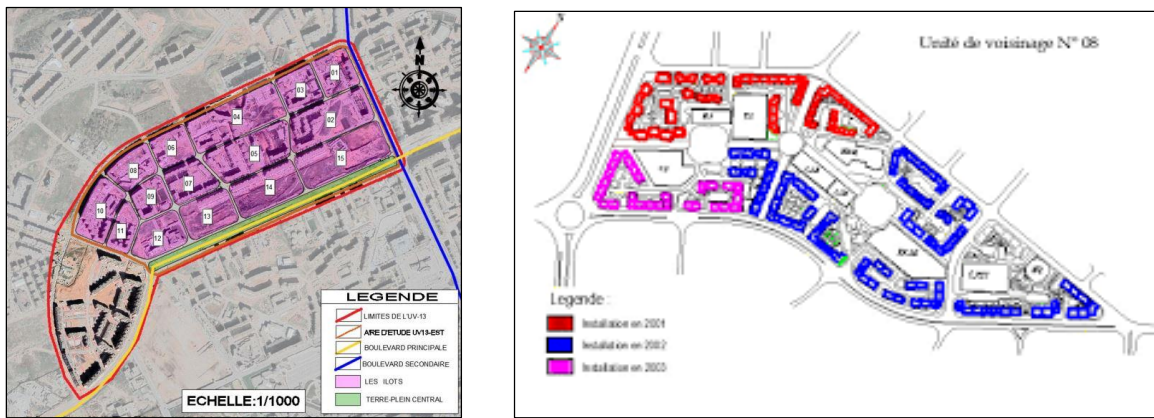 01
03
02
04
05
06
15
08
07
14
09
10
13
11
12
N
LEGENDE
LIMITES DE L'UV-13
AIRE D'ETUDE UV13-EST
BOULEVARD PRINCIPALE
BOULEVARD SECONDAIRE
LES ILOTS
TERRE-PLEIN CENTRAL
ECHELLE:1/1000
Unité de voisinage N° 08
Legende :
Installation en 2001
Installation en 2002
Installation en 2003